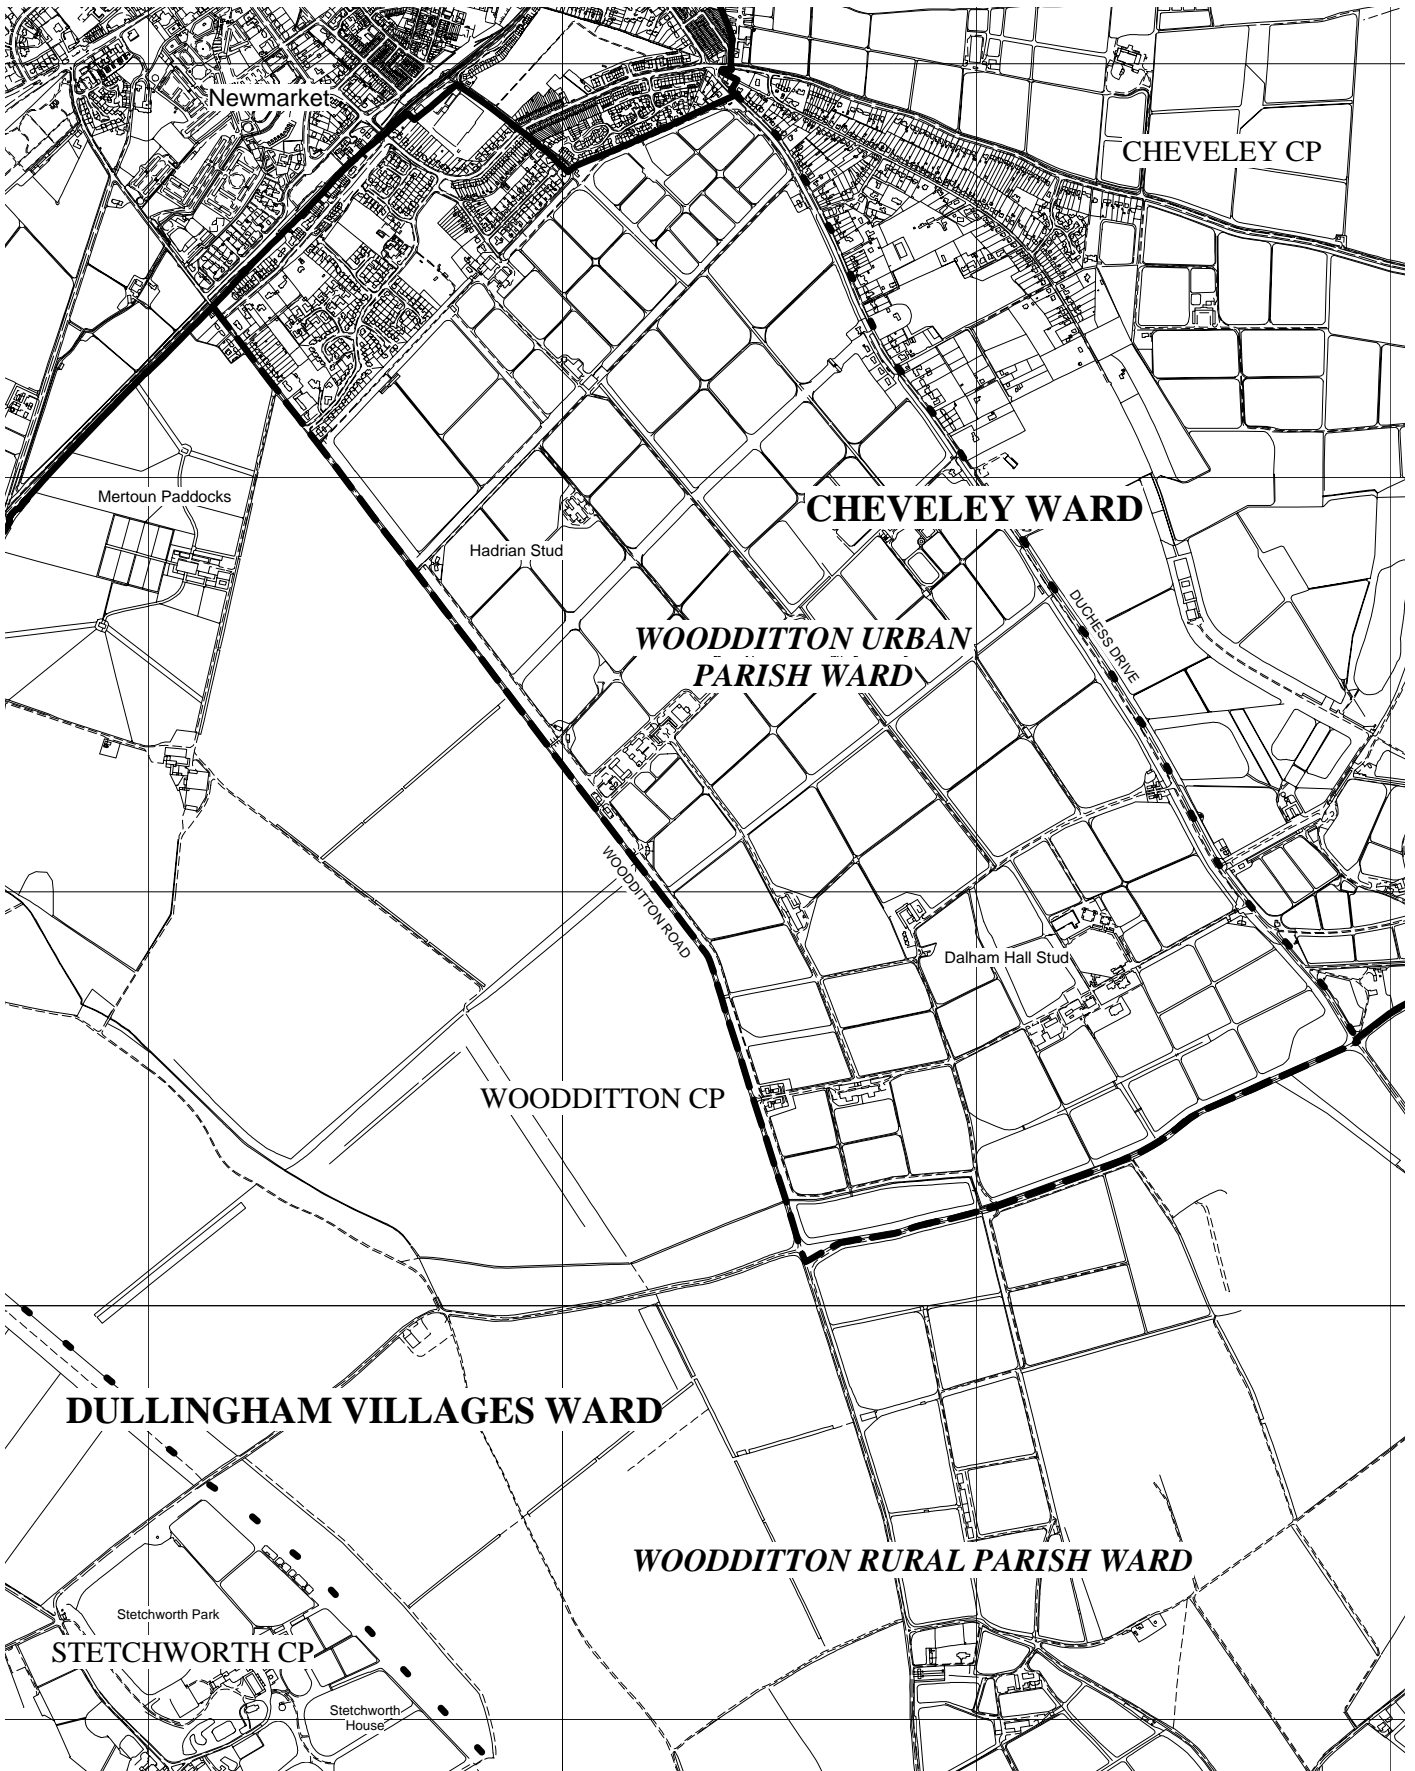 Newmarket
CHEVELEY CP
Mertoun Paddocks
CHEVELEY WARD
Hadrian Stud
DUCHESS DRIVE
WOODDITTON URBAN
PARISH WARD
WOODDITTON ROAD
Dalham Hall Stud
WOODDITTON CP
DULLINGHAM VILLAGES WARD
WOODDITTON RURAL PARISH WARD
Stetchworth Park
STETCHWORTH CP
Stetchworth
House